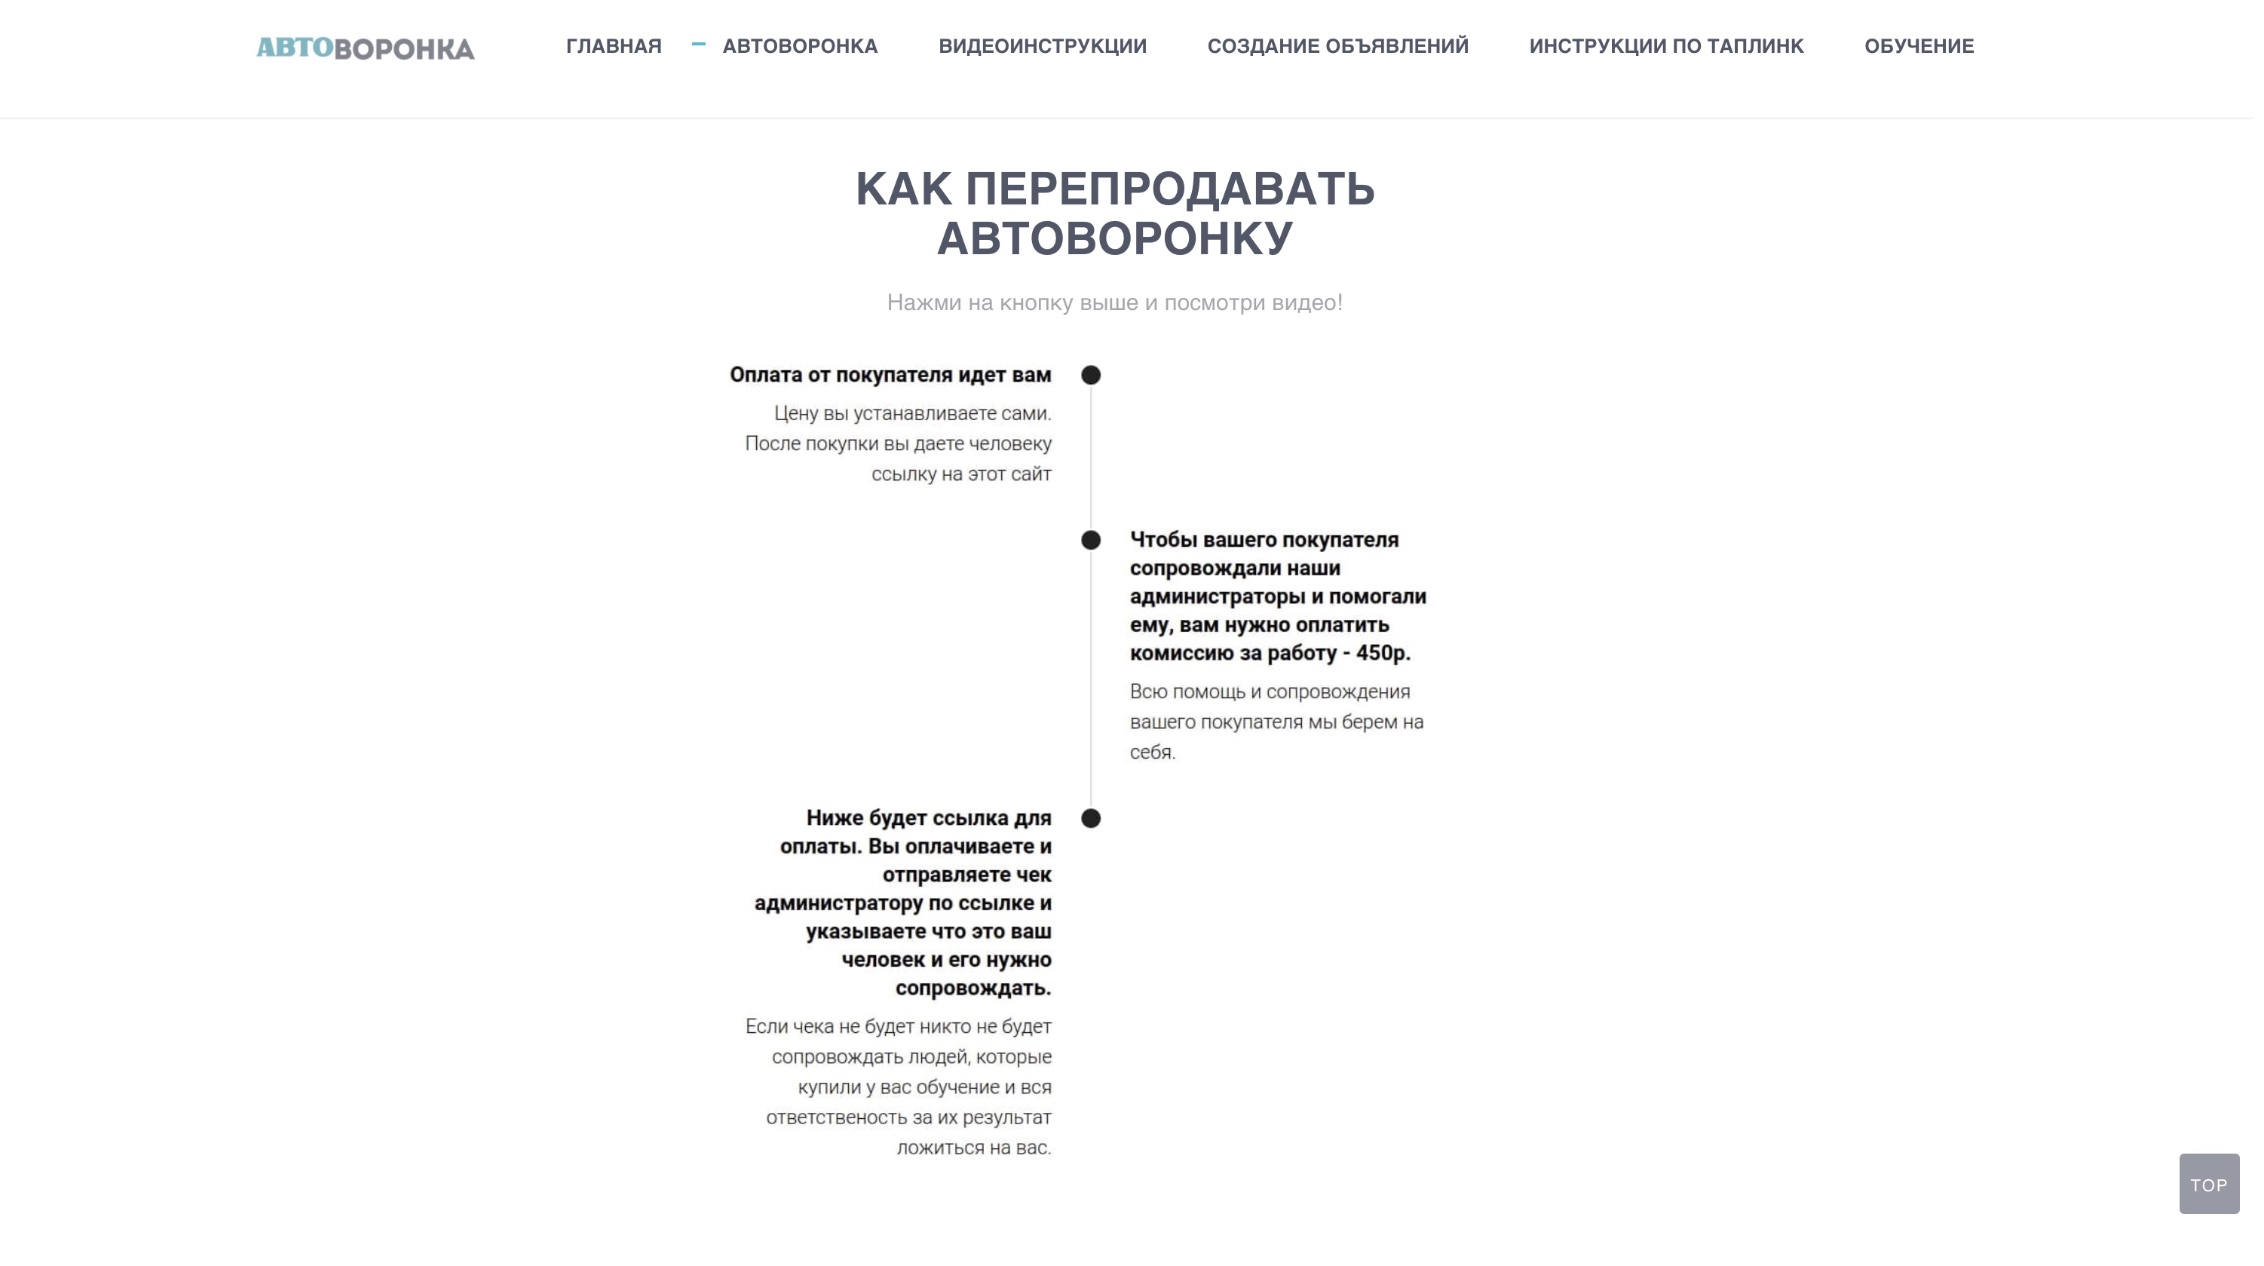 АВТОВОРОНКА
ГЛАВНАЯ
АВТОВОРОНКА
ВИДЕОИНСТРУКЦИИ
СОЗДАНИЕ ОБЪЯВЛЕНИЙ
ИНСТРУКЦИИ ПО ТАПЛИНК
ОБУЧЕНИЕ
КАК ПЕРЕПРОДАВАТЬ
АВТОВОРОНКУ
Нажми на кнопку выше и посмотри видео!
Оплата от покупателя идет вам
Цену вы устанавливаете сами.
После покупки вы даете человеку
ссылку на этот сайт
Чтобы вашего покупателя
сопровождали наши
администраторы и помогали
ему, вам нужно оплатить
комиссию за работу - 450р.
Всю помощь и сопровождения
вашего покупателя мы берем на
себя.
Ниже будет ссылка для
оплаты. Вы оплачиваете и
отправляете чек
администратору по ссылке и
указываете что это ваш
человек и его нужно
сопровождать.
Если чека не будет никто не будет
сопровождать людей, которые
купили у вас обучение и вся
ответственость за их результат
ложиться на вас.
TOP